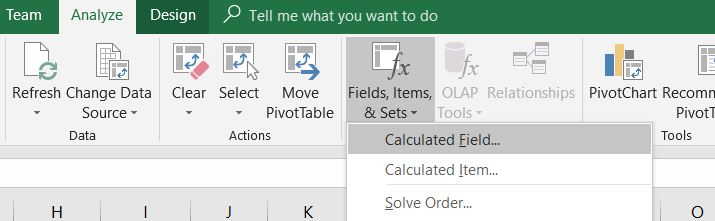 Team Analyze Design Tell me what you want to do
Refresh Change Data Source Clear Select Move PivotTable Fields, Items, & Sets OLAP Tools Relationships PivotChart Recomm PivotT
Data Actions Tools
Calculated Field...
Calculated Item...
Solve Order...
H I J K O